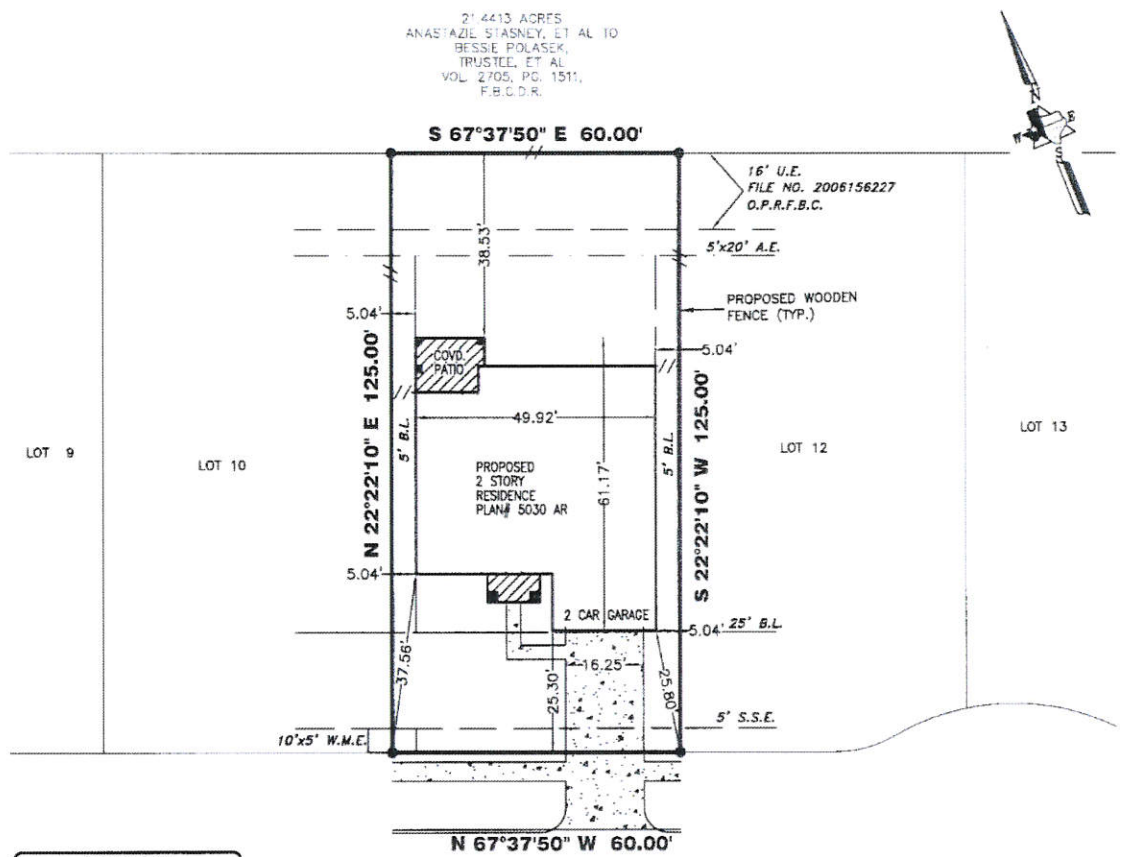 21.4413 ACRES
ANASTAZIE STASNEY, ET AL TO
BESSIE POLASEK,
TRUSTEE, ET AL
VOL. 2705, PG. 1511,
F.B.C.D.R.
S 67°37'50" E 60.00'
N
E
W
S
16' U.E.
FILE NO. 2006156227
O.P.R.F.B.C.
38.53'
5'x20' A.E.
PROPOSED WOODEN
FENCE (TYP.)
5.04'
5.04'
COVD.
PATIO
N 22°22'10" E 125.00'
S 22°22'10" W 125.00'
49.92'
5' B.L.
5' B.L.
61.17'
LOT 9
LOT 10
LOT 12
LOT 13
PROPOSED
2 STORY
RESIDENCE
PLAN# 5030 AR
5.04'
2 CAR GARAGE
5.04'
25' B.L.
37.56'
25.30'
16.25'
25.80'
5' S.S.E.
10'x5' W.M.E.
N 67°37'50" W 60.00'